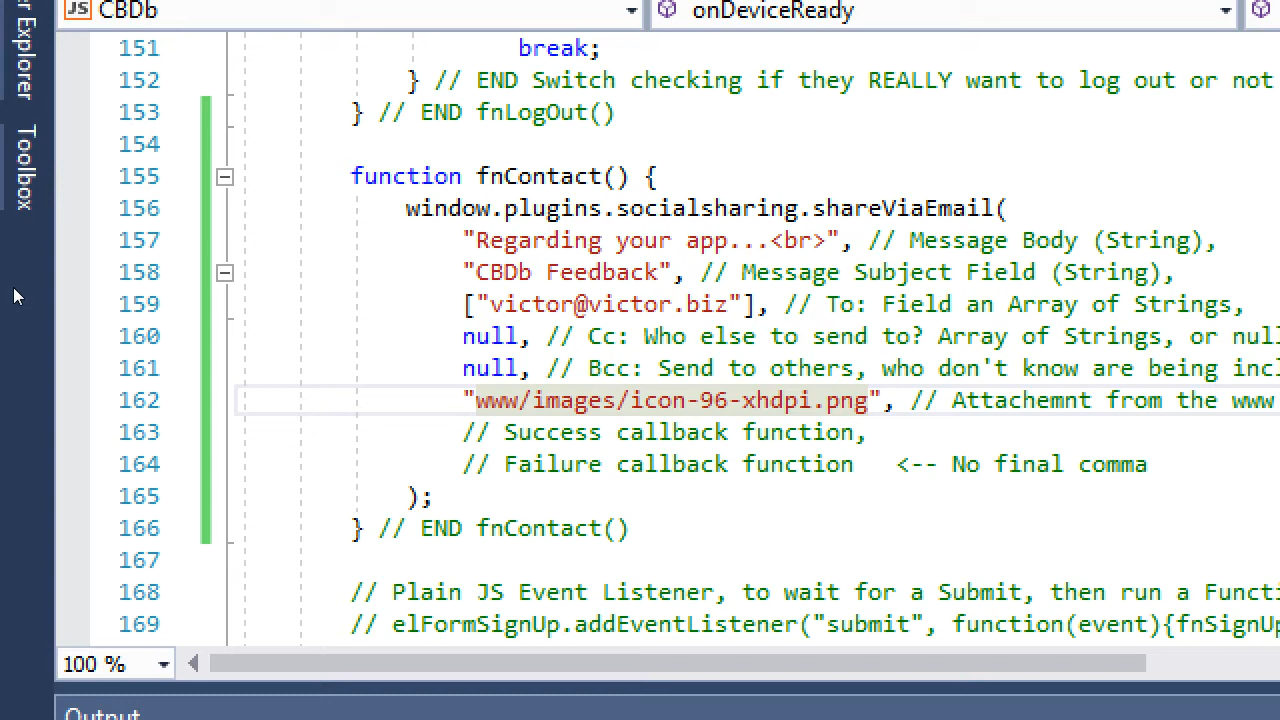 JS CBDb
onDeviceReady
Explorer
Toolbox
151 break;
152 } // END Switch checking if they REALLY want to log out or not
153 } // END fnLogOut()
154
155 function fnContact() {
156 window.plugins.socialsharing.shareViaEmail(
157 "Regarding your app...<br>", // Message Body (String),
158 "CBDb Feedback", // Message Subject Field (String),
159 ["victor@victor.biz"], // To: Field an Array of Strings,
160 null, // Cc: Who else to send to? Array of Strings, or null
161 null, // Bcc: Send to others, who don't know are being incl
162 "www/images/icon-96-xhdpi.png", // Attachemnt from the www
163 // Success callback function,
164 // Failure callback function <-- No final comma
165 );
166 } // END fnContact()
167
168 // Plain JS Event Listener, to wait for a Submit, then run a Functi
169 // elFormSignUp.addEventListener("submit", function(event){fnSignUp
100 %
Output